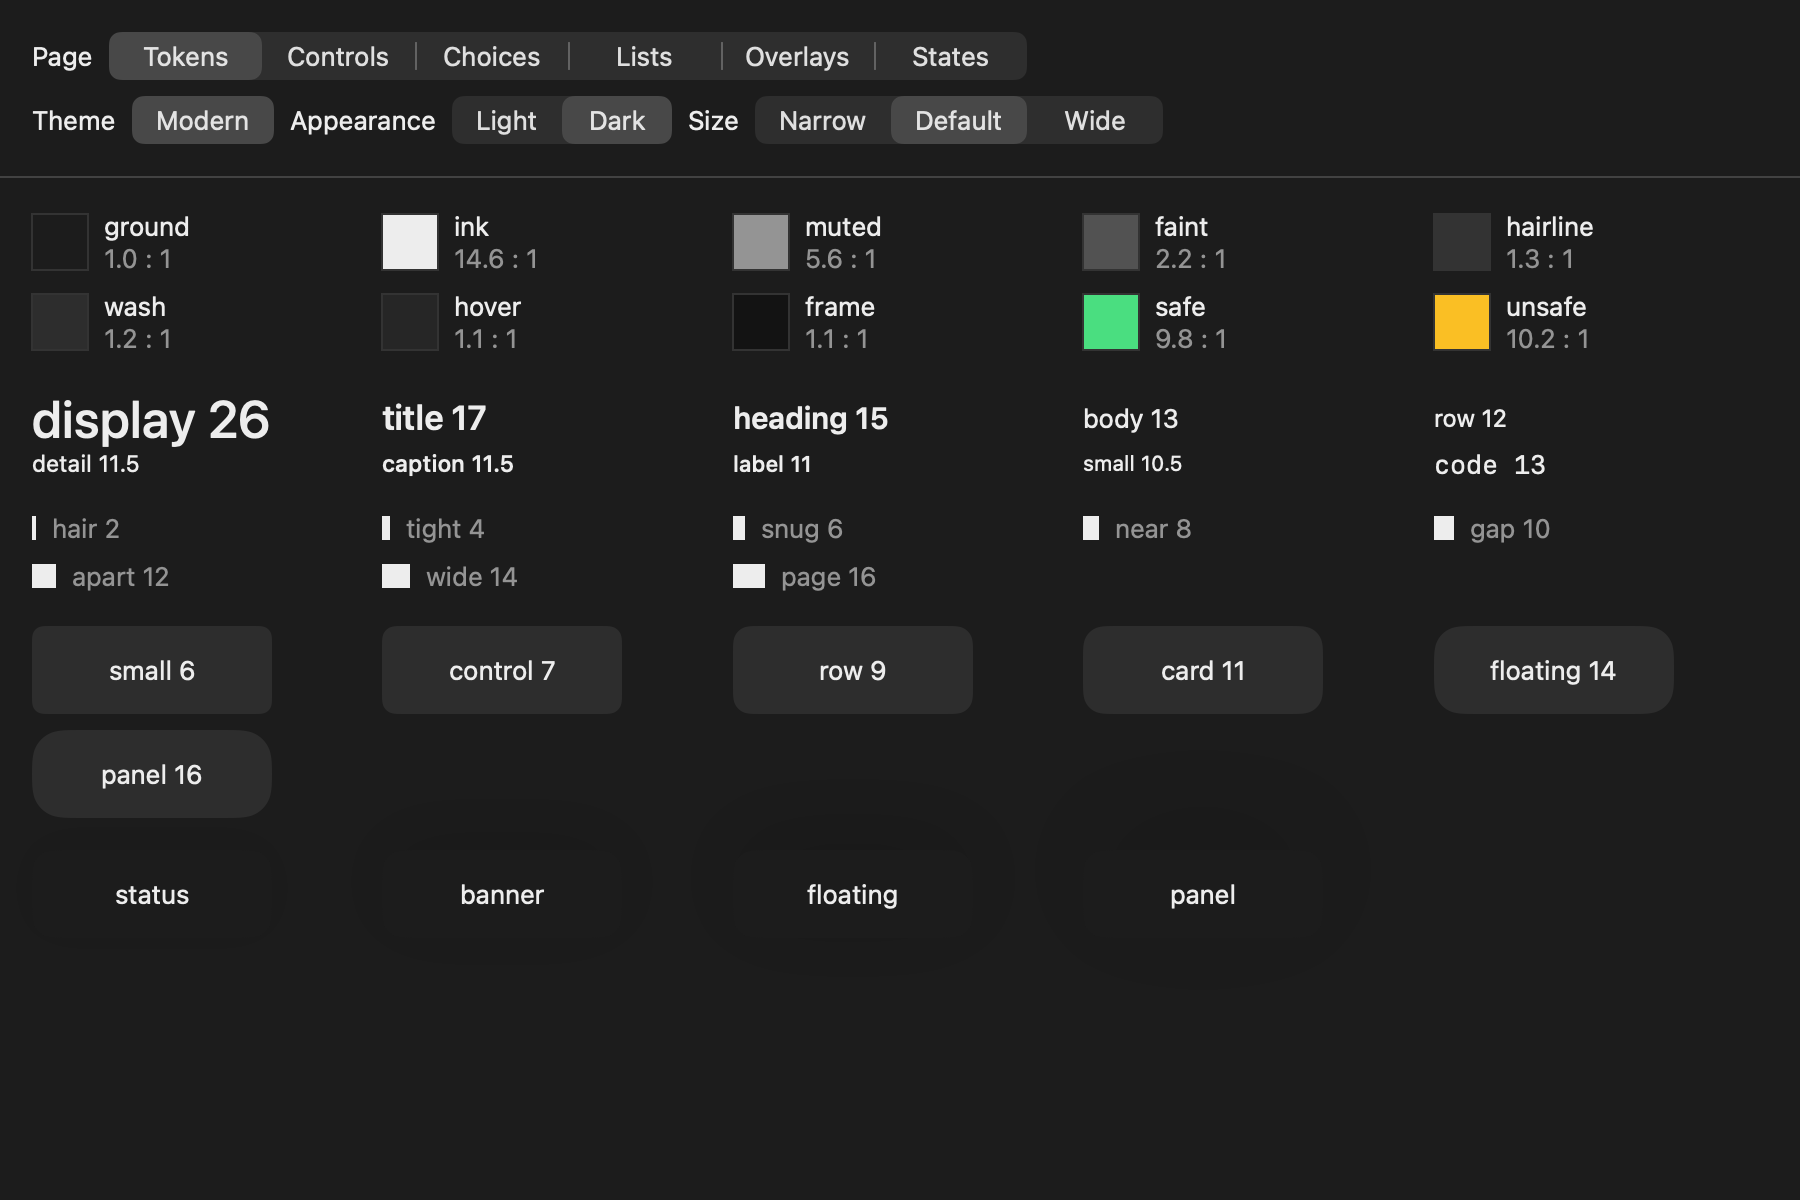 Page Tokens Controls Choices Lists Overlays States
Theme Modern Appearance Light Dark Size Narrow Default Wide
ground ink muted faint hairline
1.0 : 1 14.6 : 1 5.6 : 1 2.2 : 1 1.3 : 1
wash hover frame safe unsafe
1.2 : 1 1.1 : 1 1.1 : 1 9.8 : 1 10.2 : 1
display 26 title 17 heading 15 body 13 row 12
detail 11.5 caption 11.5 label 11 small 10.5 code 13
hair 2 tight 4 snug 6 near 8 gap 10
apart 12 wide 14 page 16
small 6 control 7 row 9 card 11 floating 14
panel 16
status banner floating panel